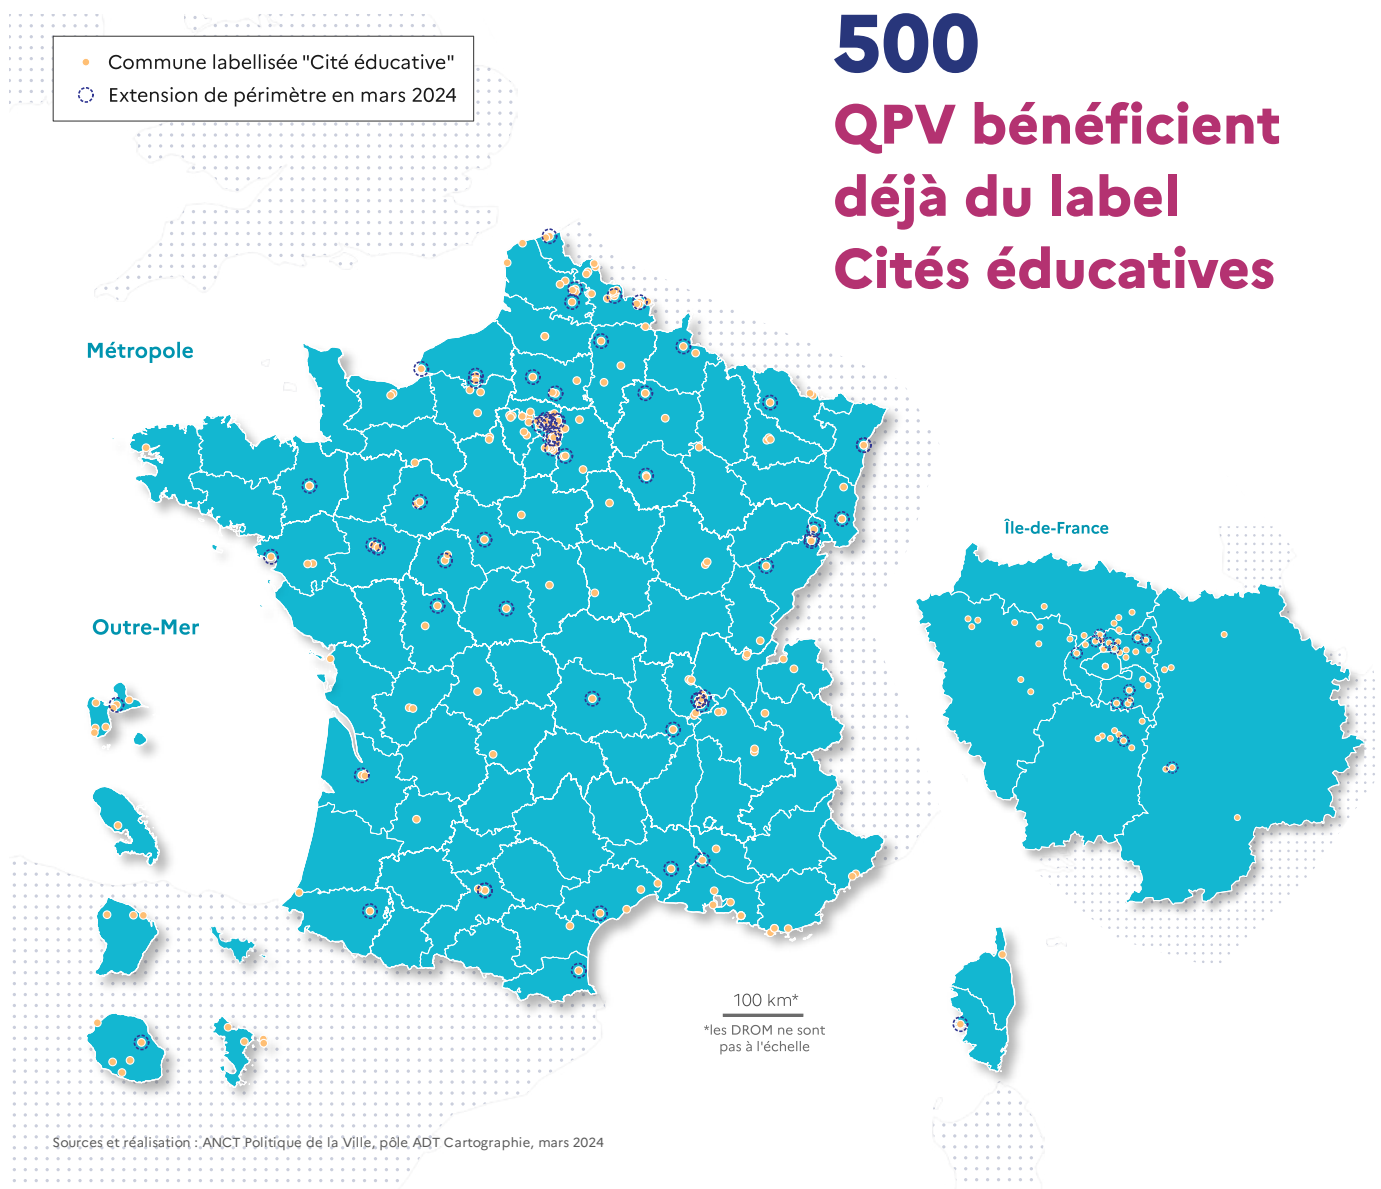 Commune labellisée "Cité éducative"
Extension de périmètre en mars 2024
500
QPV bénéficient
déjà du label
Cités éducatives
Métropole
Île-de-France
Outre-Mer
100 km*
*les DROM ne sont
pas à l'échelle
Sources et réalisation : ANCT Politique de la Ville, pôle ADT Cartographie, mars 2024